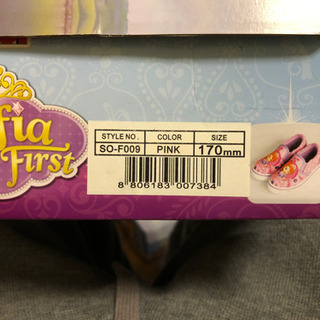 fia
First
STYLE NO. COLOR SIZE
SO-F009 PINK 170mm
8 806183 007384